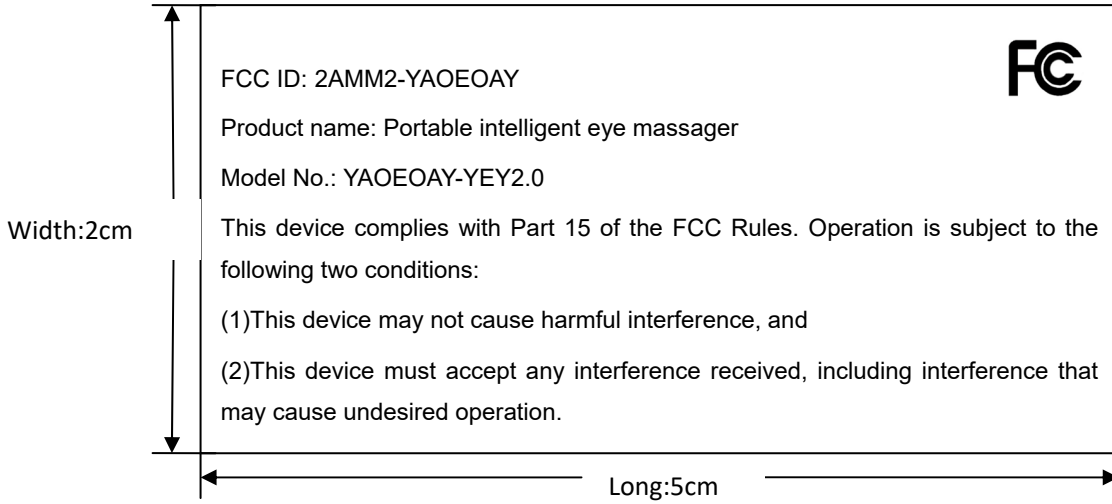 FC
FCC ID: 2AMM2-YAOEOAY
Product name: Portable intelligent eye massager
Model No.: YAOEOAY-YEY2.0
Width:2cm
This device complies with Part 15 of the FCC Rules. Operation is subject to the
following two conditions:
(1)This device may not cause harmful interference, and
(2)This device must accept any interference received, including interference that
may cause undesired operation.
Long:5cm